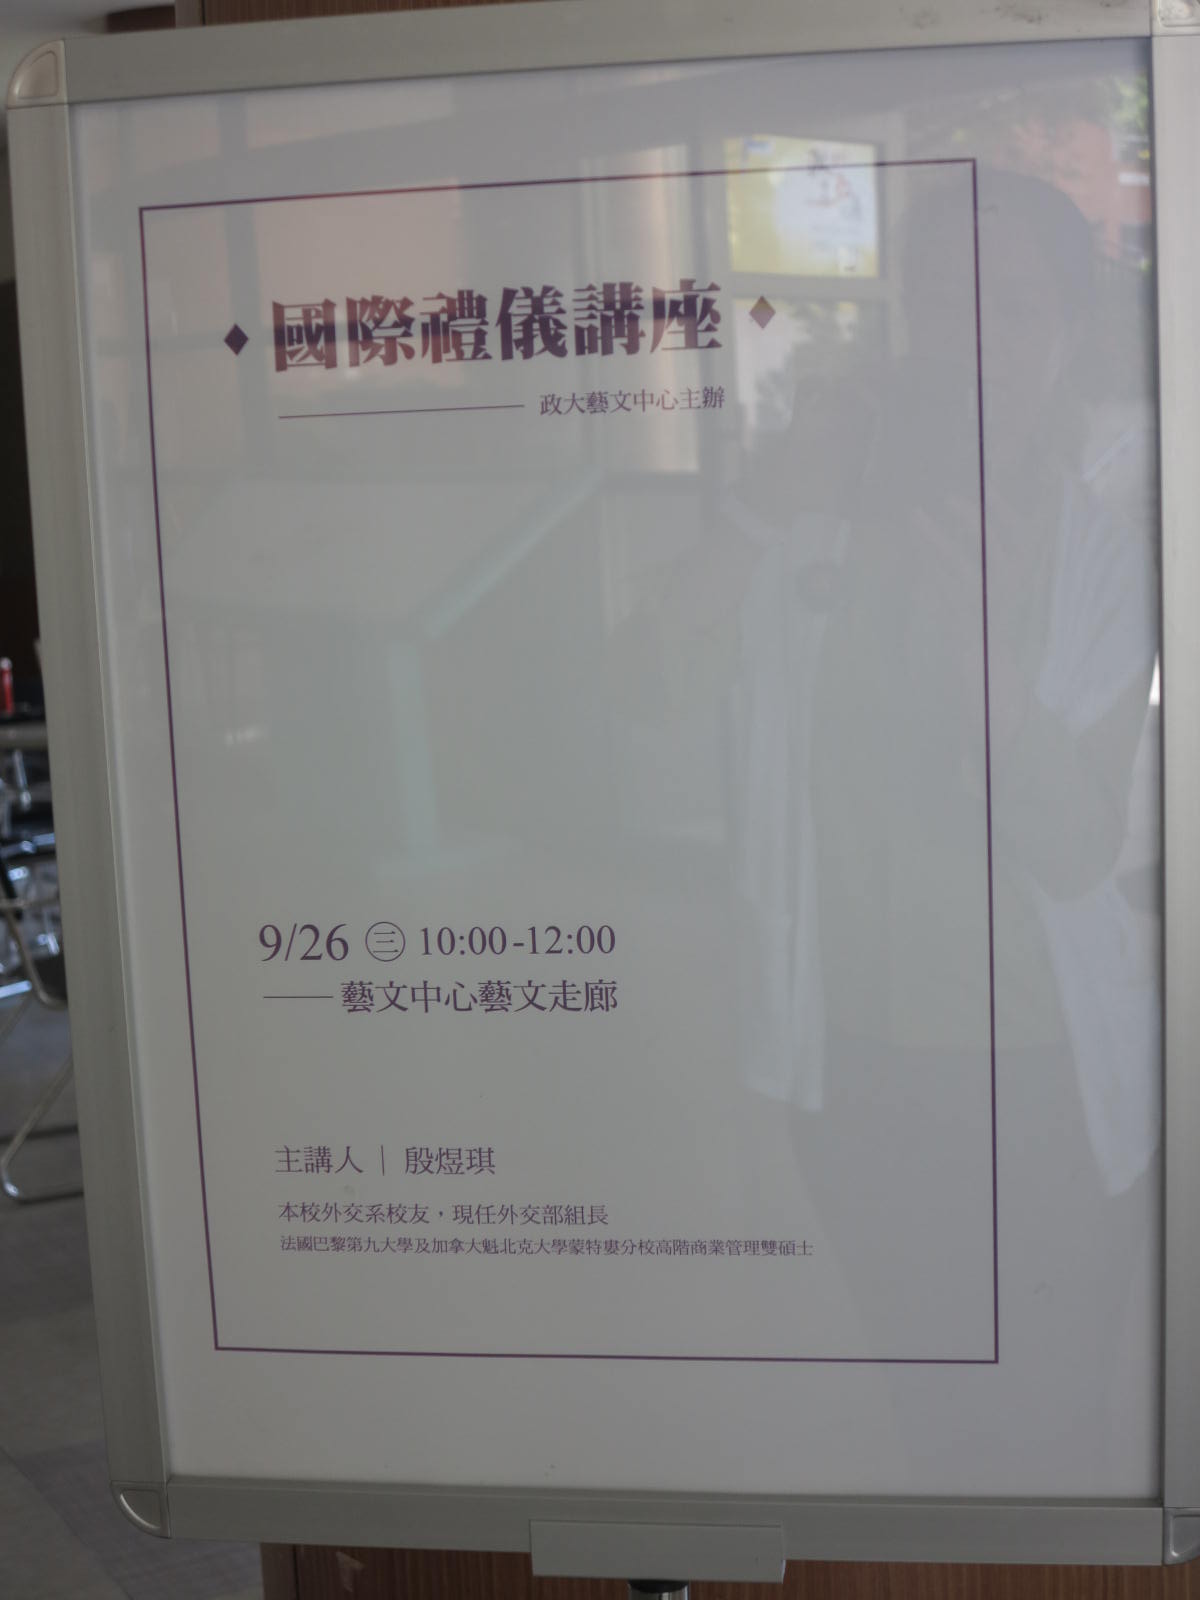 ◆ 國際禮儀講座 ◆
政大藝文中心主辦
9/26 ㊂ 10:00-12:00
——藝文中心藝文走廊
主講人｜殷煜琪
本校外交系校友，現任外交部組長
法國巴黎第九大學及加拿大魁北克大學蒙特婁分校高階商業管理雙碩士